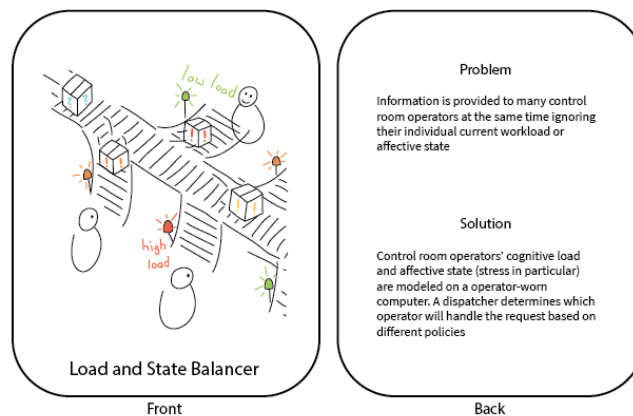 low load
high
load
Load and State Balancer
Front
Problem
Information is provided to many control
room operators at the same time ignoring
their individual current workload or
affective state
Solution
Control room operators' cognitive load
and affective state (stress in particular)
are modeled on a operator-worn
computer. A dispatcher determines which
operator will handle the request based on
different policies
Back